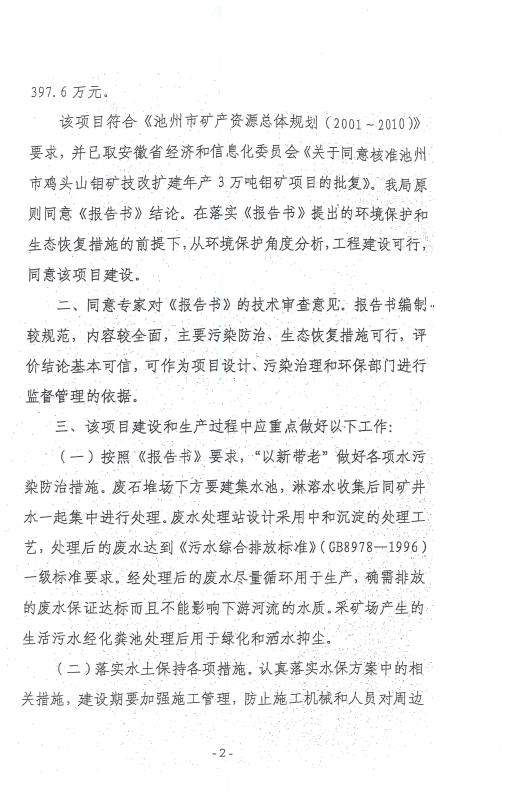 397.6 万元。
该项目符合《池州市矿产资源总体规划（2001～2010）》
要求，并已取安徽省经济和信息化委员会《关于同意核准池州
市鸡头山钼矿技改扩建年产 3 万吨钼矿项目的批复》。我局原
则同意《报告书》结论。在落实《报告书》提出的环境保护和
生态恢复措施的前提下，从环境保护角度分析，工程建设可行，
同意该项目建设。
二、同意专家对《报告书》的技术审查意见。报告书编制
较规范，内容较全面，主要污染防治、生态恢复措施可行，评
价结论基本可信，可作为项目设计、污染治理和环保部门进行
监督管理的依据。
三、该项目建设和生产过程中应重点做好以下工作：
（一）按照《报告书》要求，“以新带老”做好各项水污
染防治措施。废石堆场下方要建集水池，淋溶水收集后同矿井
水一起集中进行处理。废水处理站设计采用中和沉淀的处理工
艺，处理后的废水达到《污水综合排放标准》（GB8978—1996）
一级标准要求。经处理后的废水尽量循环用于生产，确需排放
的废水保证达标而且不能影响下游河流的水质。采矿场产生的
生活污水经化粪池处理后用于绿化和洒水抑尘。
（二）落实水土保持各项措施。认真落实水保方案中的相
关措施，建设期要加强施工管理，防止施工机械和人员对周边
-2-